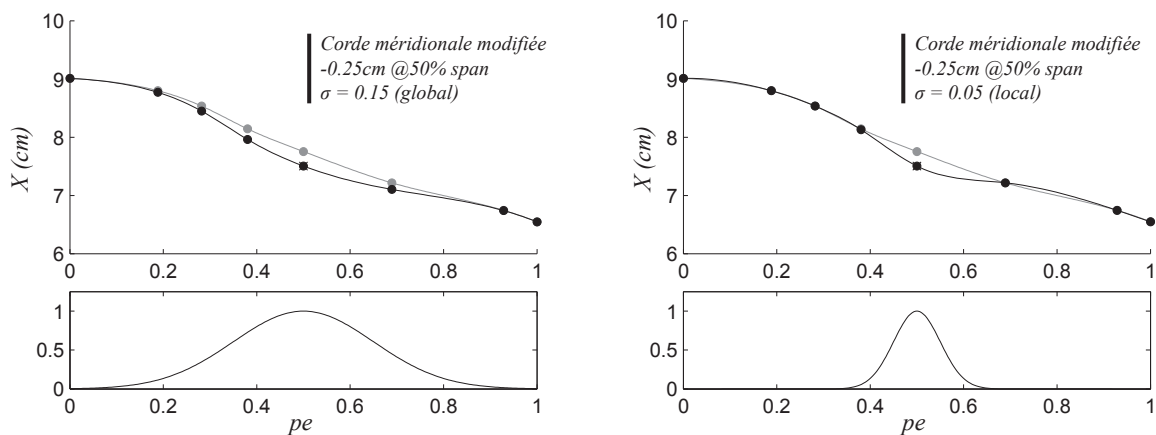 10
9
8
7
6
X (cm)
Corde méridionale modifiée
-0.25cm @50% span
σ = 0.15 (global)
0 0.2 0.4 0.6 0.8 1
1
0.5
0
0 0.2 0.4 0.6 0.8 1
pe
10
9
8
7
6
X (cm)
Corde méridionale modifiée
-0.25cm @50% span
σ = 0.05 (local)
0 0.2 0.4 0.6 0.8 1
1
0.5
0
0 0.2 0.4 0.6 0.8 1
pe